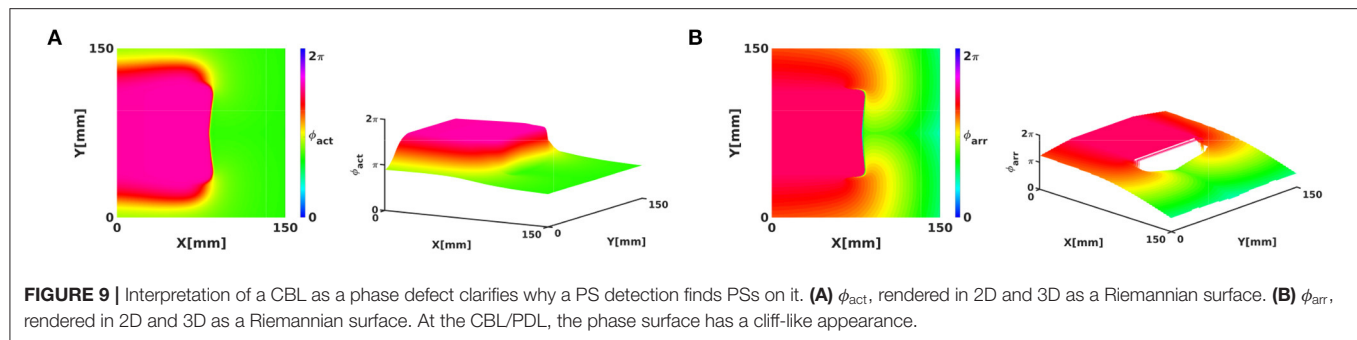 A
150
2π
Y[mm]
ϕact
0
0
0
150
X[mm]
2π
ϕact
π
0
0
X[mm]
150
0
Y[mm]
150
B
150
2π
Y[mm]
ϕarr
0
0
0
150
X[mm]
2π
ϕarr
π
0
0
X[mm]
150
0
Y[mm]
150
FIGURE 9 | Interpretation of a CBL as a phase defect clarifies why a PS detection finds PSs on it. (A) ϕact, rendered in 2D and 3D as a Riemannian surface. (B) ϕarr,
rendered in 2D and 3D as a Riemannian surface. At the CBL/PDL, the phase surface has a cliff-like appearance.